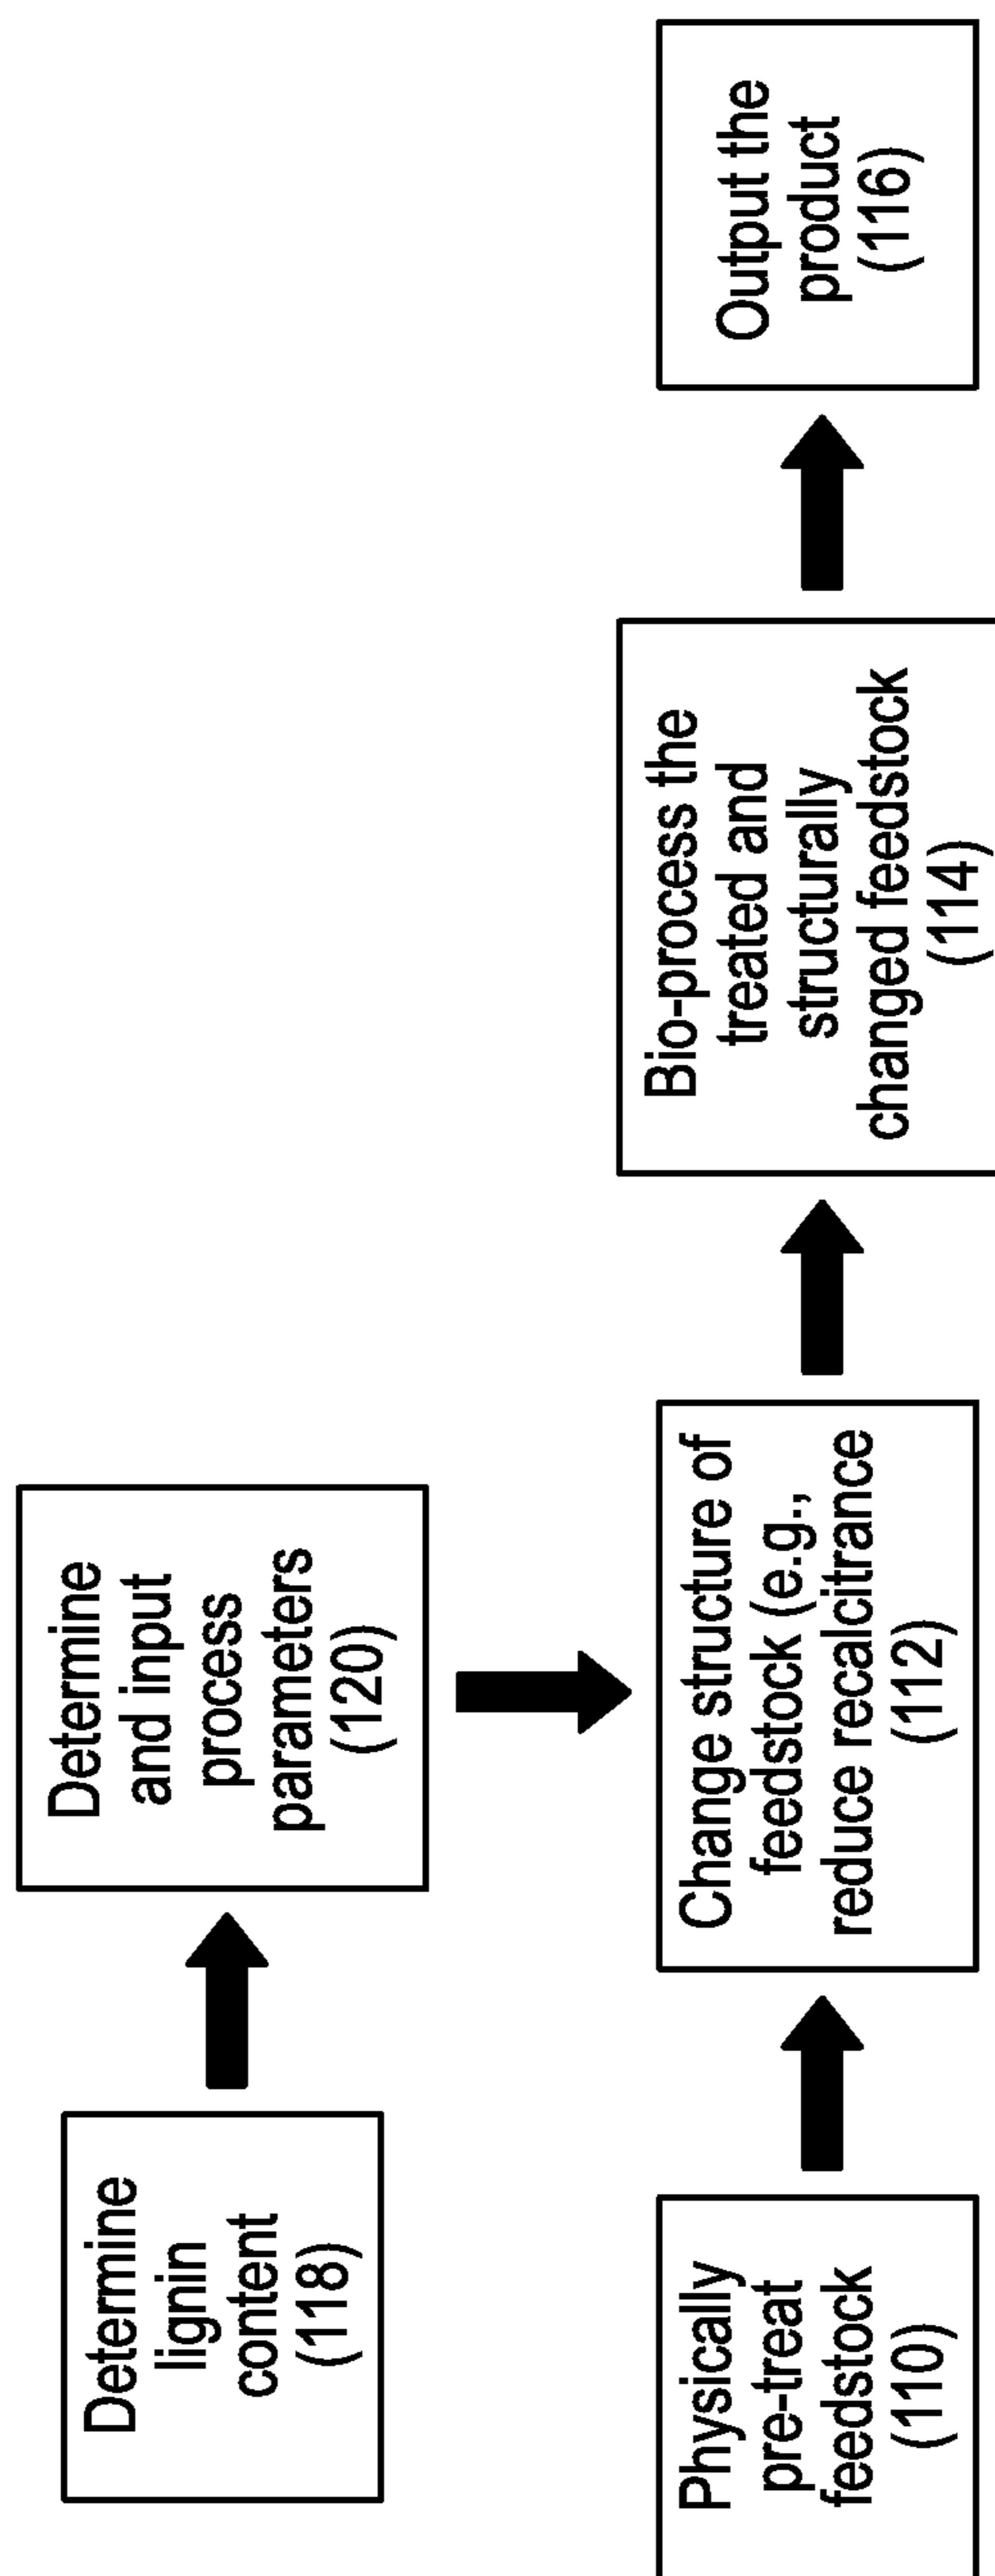 Determine
lignin
content
(118)
Determine
and input
process
parameters
(120)
Physically
pre-treat
feedstock
(110)
Change structure of
feedstock (e.g.,
reduce recalcitrance
(112)
Bio-process the
treated and
structurally
changed feedstock
(114)
Output the
product
(116)